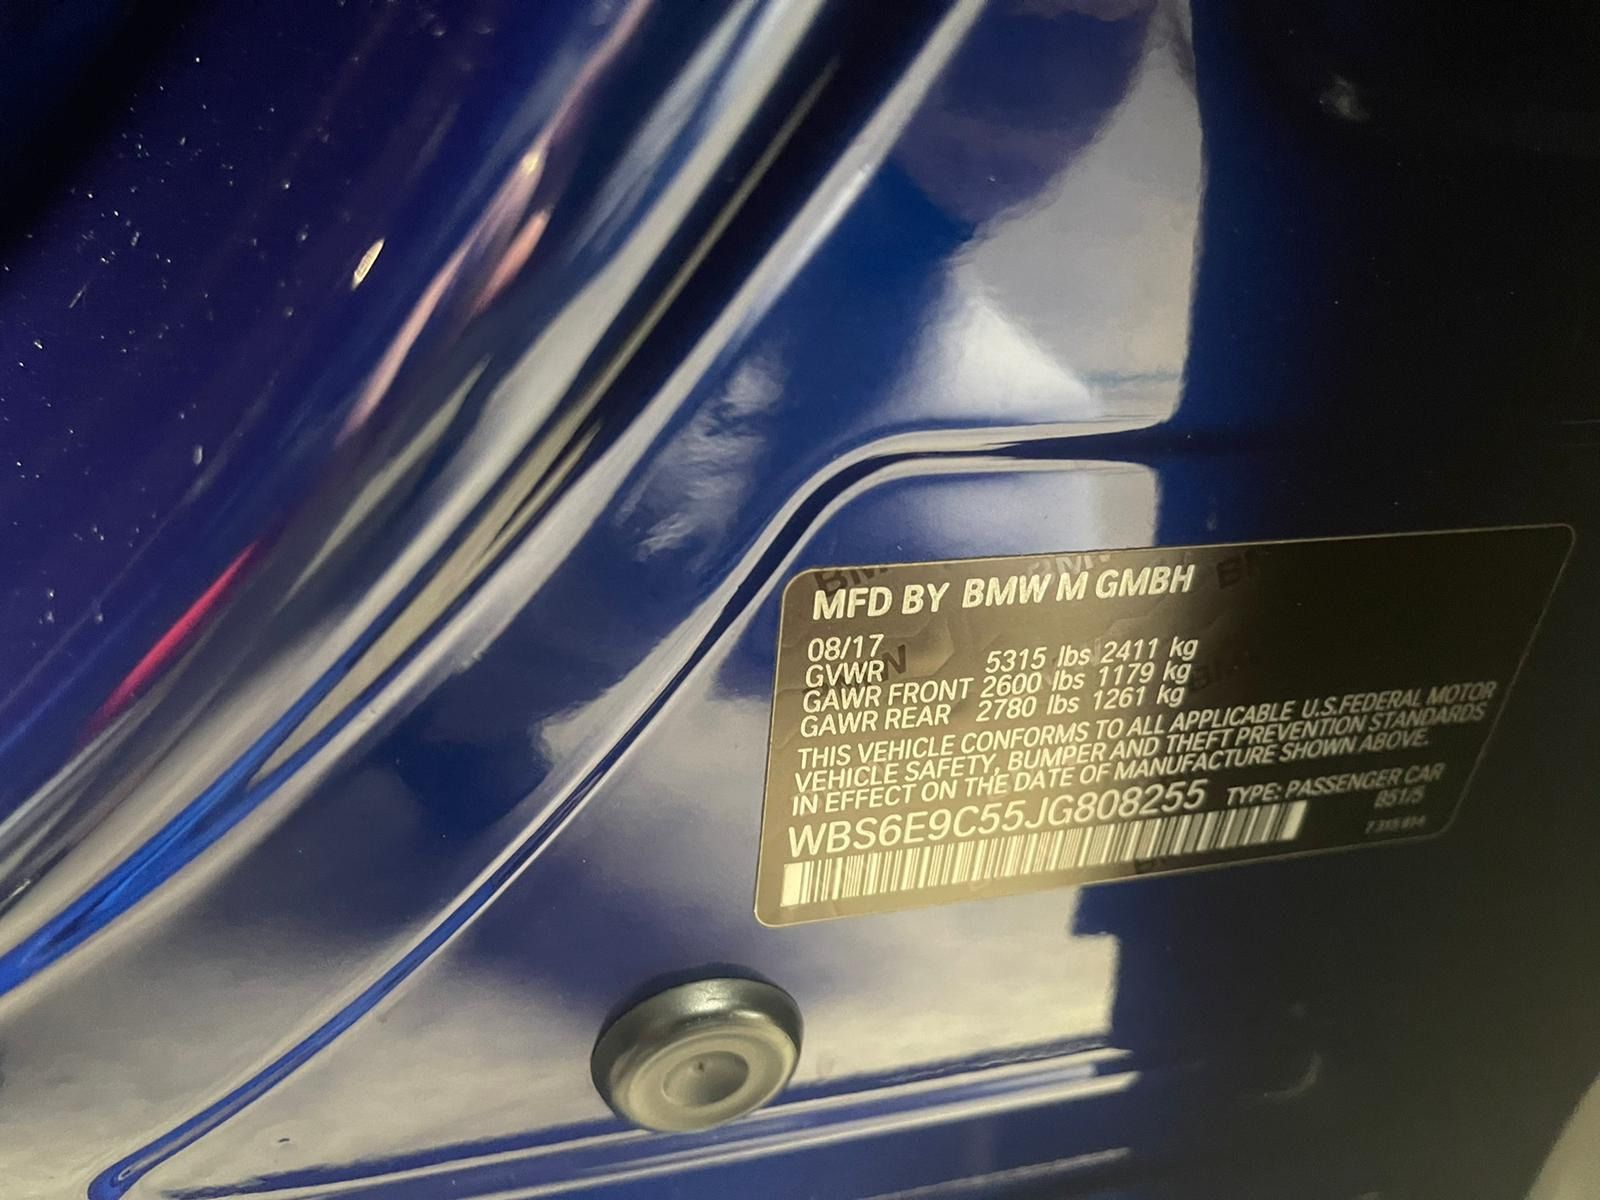 MFD BY BMW M GMBH
08/17
GVWR 5315 lbs 2411 kg
GAWR FRONT 2600 lbs 1179 kg
GAWR REAR 2780 lbs 1261 kg
THIS VEHICLE CONFORMS TO ALL APPLICABLE U.S.FEDERAL MOTOR
VEHICLE SAFETY, BUMPER AND THEFT PREVENTION STANDARDS
IN EFFECT ON THE DATE OF MANUFACTURE SHOWN ABOVE.
WBS6E9C55JG808255 TYPE: PASSENGER CAR
B51/5